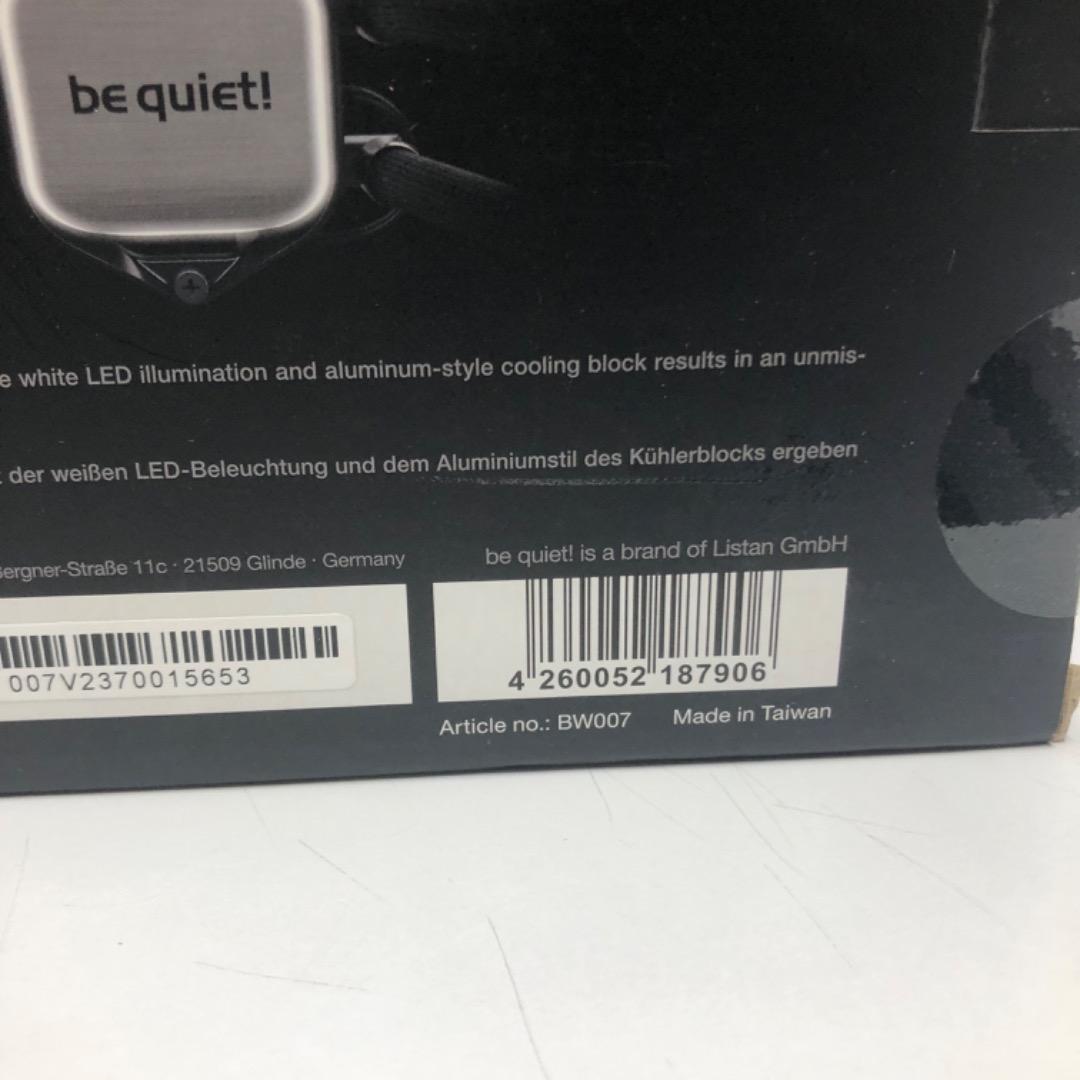 be quiet!
white LED illumination and aluminum-style cooling block results in an unmis-
der weißen LED-Beleuchtung und dem Aluminiumstil des Kühlerblocks ergeben
ergner-Straße 11c · 21509 Glinde · Germany
be quiet! is a brand of Listan GmbH
007V2370015653
4 260052 187906
Article no.: BW007 Made in Taiwan